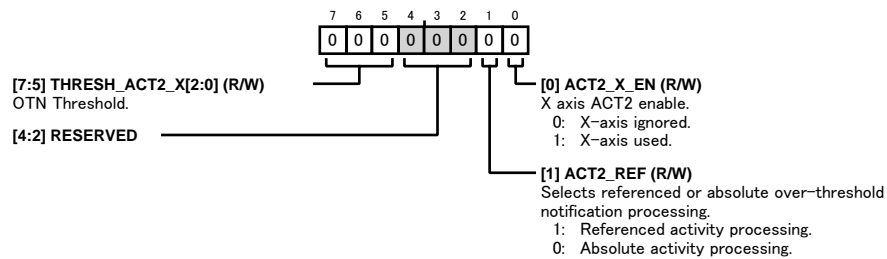 7 6 5 4 3 2 1 0
0 0 0 0 0 0 0 0
[7:5] THRESH_ACT2_X[2:0] (R/W)
OTN Threshold.
[4:2] RESERVED
[0] ACT2_X_EN (R/W)
X axis ACT2 enable.
0: X-axis ignored.
1: X-axis used.
[1] ACT2_REF (R/W)
Selects referenced or absolute over-threshold
notification processing.
1: Referenced activity processing.
0: Absolute activity processing.